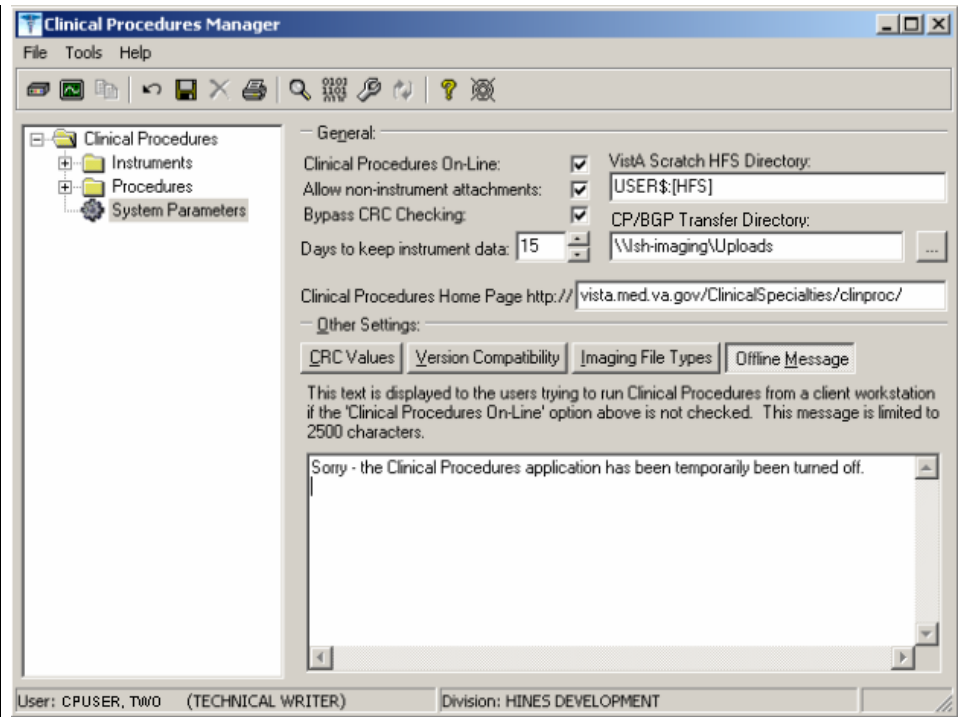 Clinical Procedures Manager
File Tools Help
Clinical Procedures
Instruments
Procedures
System Parameters
General:
Clinical Procedures On-Line:
Allow non-instrument attachments:
Bypass CRC Checking:
Days to keep instrument data: 15
VistA Scratch HFS Directory:
USER$:[HFS]
CP/BGP Transfer Directory:
\\Ish-imaging\Uploads
...
Clinical Procedures Home Page http:// vista.med.va.gov/ClinicalSpecialties/clinproc/
Other Settings:
CRC Values Version Compatibility Imaging File Types Offline Message
This text is displayed to the users trying to run Clinical Procedures from a client workstation
if the 'Clinical Procedures On-Line' option above is not checked. This message is limited to
2500 characters.
Sorry - the Clinical Procedures application has been temporarily been turned off.
User: CPUSER, TWO (TECHNICAL WRITER) Division: HINES DEVELOPMENT